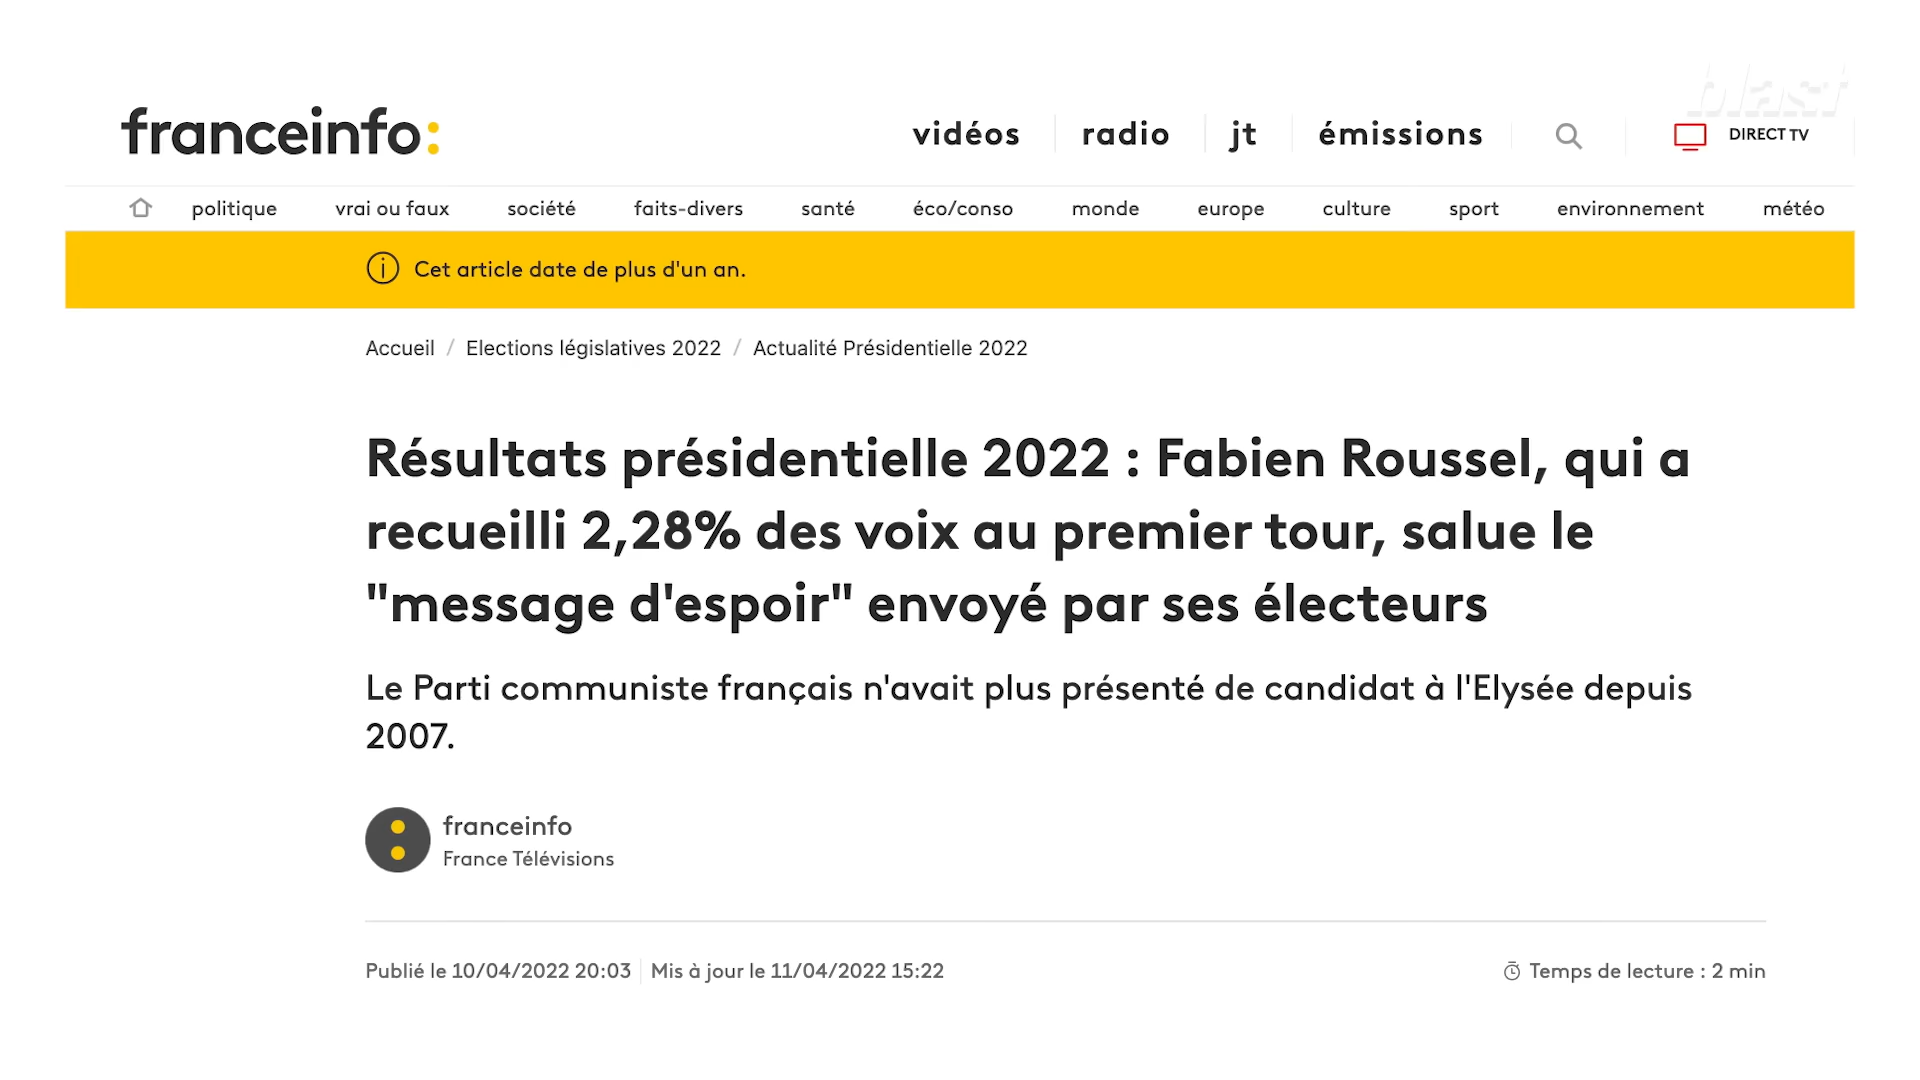 blast
franceinfo:
vidéos radio jt émissions DIRECT TV
politique vrai ou faux société faits-divers santé éco/conso monde europe culture sport environnement météo
Cet article date de plus d'un an.
Accueil / Elections législatives 2022 / Actualité Présidentielle 2022
Résultats présidentielle 2022 : Fabien Roussel, qui a
recueilli 2,28% des voix au premier tour, salue le
"message d'espoir" envoyé par ses électeurs
Le Parti communiste français n'avait plus présenté de candidat à l'Elysée depuis
2007.
franceinfo
France Télévisions
Publié le 10/04/2022 20:03 Mis à jour le 11/04/2022 15:22 Temps de lecture : 2 min